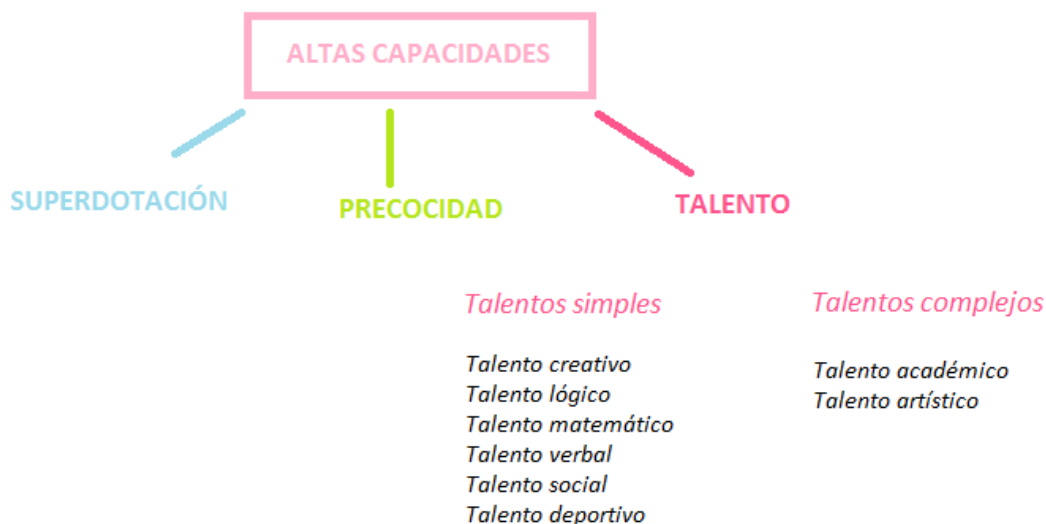 ALTAS CAPACIDADES
SUPERDOTACIÓN
PRECOCIDAD
TALENTO
Talentos simples
Talento creativo
Talento lógico
Talento matemático
Talento verbal
Talento social
Talento deportivo
Talentos complejos
Talento académico
Talento artístico